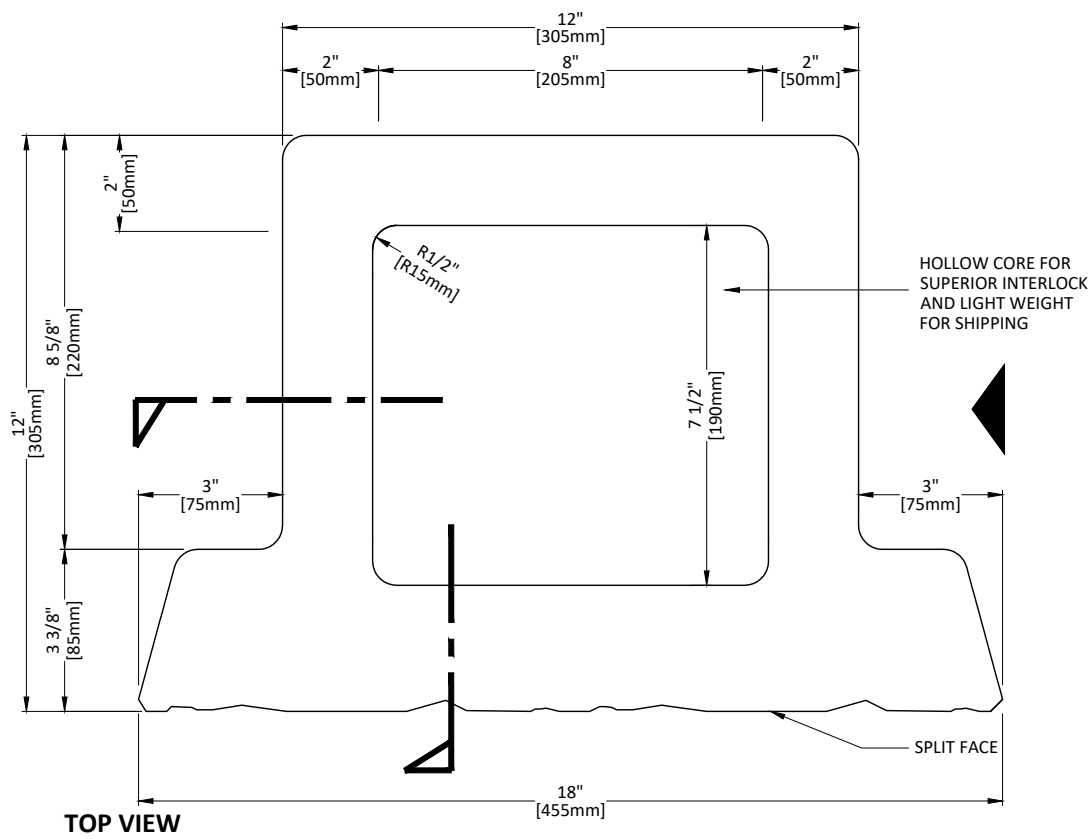 12"
[305mm]
2"
[50mm]
8"
[205mm]
2"
[50mm]
2"
[50mm]
R1/2"
[R15mm]
HOLLOW CORE FOR
SUPERIOR INTERLOCK
AND LIGHT WEIGHT
FOR SHIPPING
8 5/8"
[220mm]
12"
[305mm]
7 1/2"
[190mm]
3"
[75mm]
3"
[75mm]
3 3/8"
[85mm]
SPLIT FACE
18"
[455mm]
TOP VIEW